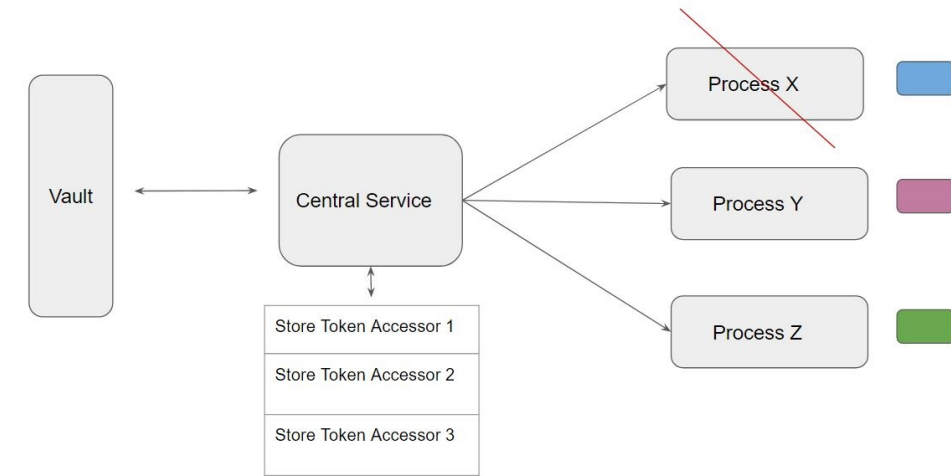 Vault
Central Service
Process X
Process Y
Process Z
Store Token Accessor 1
Store Token Accessor 2
Store Token Accessor 3